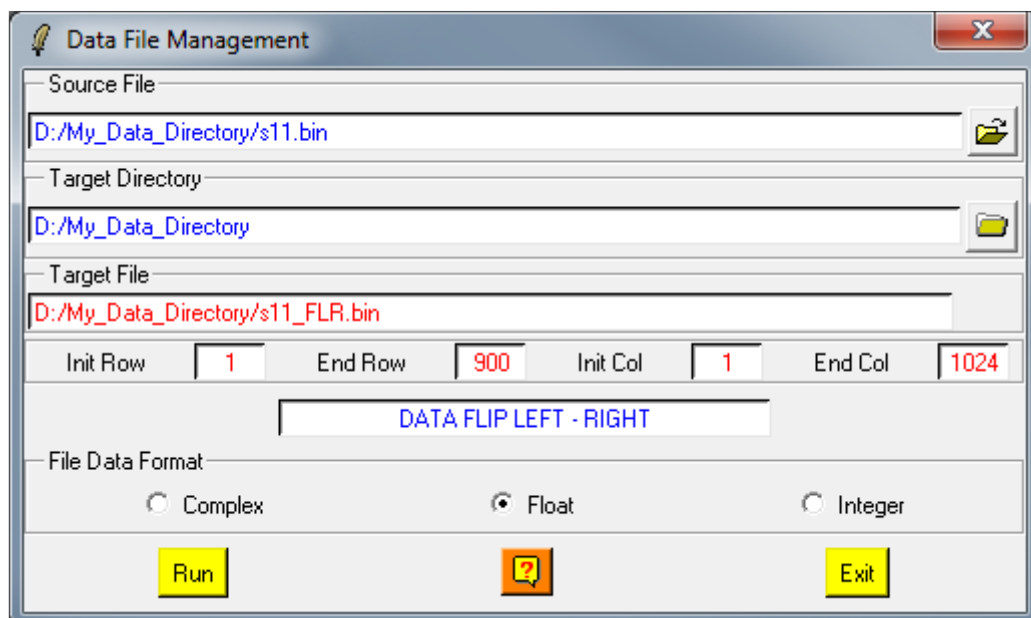 Data File Management
Source File
D:/My_Data_Directory/s11.bin
Target Directory
D:/My_Data_Directory
Target File
D:/My_Data_Directory/s11_FLR.bin
Init Row 1 End Row 900 Init Col 1 End Col 1024
DATA FLIP LEFT - RIGHT
File Data Format
Complex Float Integer
Run ? Exit